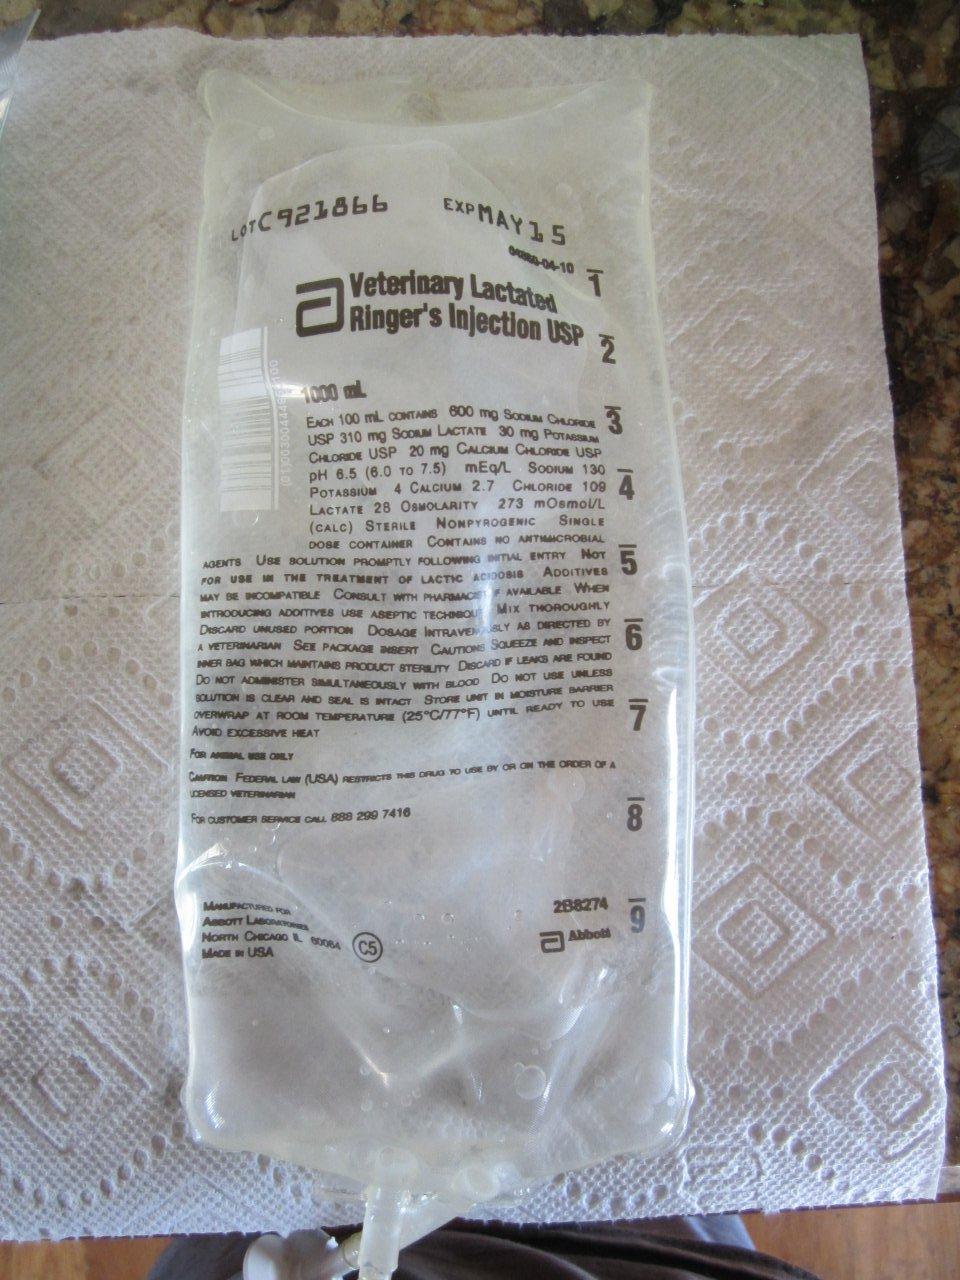 LOT C921866 EXP MAY 15
04-10
1
a Veterinary Lactated
Ringer's Injection USP
2
1000 mL
3
EACH 100 mL CONTAINS 600 mg SODIUM CHLORIDE
USP 310 mg SODIUM LACTATE 30 mg POTASSIUM
CHLORIDE USP 20 mg CALCIUM CHLORIDE USP
pH 6.5 (6.0 TO 7.5) mEq/L SODIUM 130
4
POTASSIUM 4 CALCIUM 2.7 CHLORIDE 109
LACTATE 28 OSMOLARITY 273 mOsmol/L
(CALC) STERILE NONPYROGENIC SINGLE
DOSE CONTAINER CONTAINS NO ANTIMICROBIAL
5
AGENTS USE SOLUTION PROMPTLY FOLLOWING INITIAL ENTRY NOT
FOR USE IN THE TREATMENT OF LACTIC ACIDOSIS ADDITIVES
MAY BE INCOMPATIBLE CONSULT WITH PHARMACIST IF AVAILABLE WHEN
INTRODUCING ADDITIVES USE ASEPTIC TECHNIQUE MIX THOROUGHLY
6
DISCARD UNUSED PORTION DOSAGE INTRAVENOUSLY AS DIRECTED BY
A VETERINARIAN SEE PACKAGE INSERT CAUTIONS SQUEEZE AND INSPECT
INNER BAG WHICH MAINTAINS PRODUCT STERILITY DISCARD IF LEAKS ARE FOUND
DO NOT ADMINISTER SIMULTANEOUSLY WITH BLOOD DO NOT USE UNLESS
SOLUTION IS CLEAR AND SEAL IS INTACT STORE UNIT IN MOISTURE BARRIER
7
OVERWRAP AT ROOM TEMPERATURE (25°C/77°F) UNTIL READY TO USE
AVOID EXCESSIVE HEAT
FOR ANIMAL USE ONLY
CAUTION FEDERAL LAW (USA) RESTRICTS THIS DRUG TO USE BY OR ON THE ORDER OF A
LICENSED VETERINARIAN
FOR CUSTOMER SERVICE CALL 888 299 7416
8
MANUFACTURED FOR
ABBOTT LABORATORIES
NORTH CHICAGO IL 60064
MADE IN USA
C5
2B8274
9
a Abbott